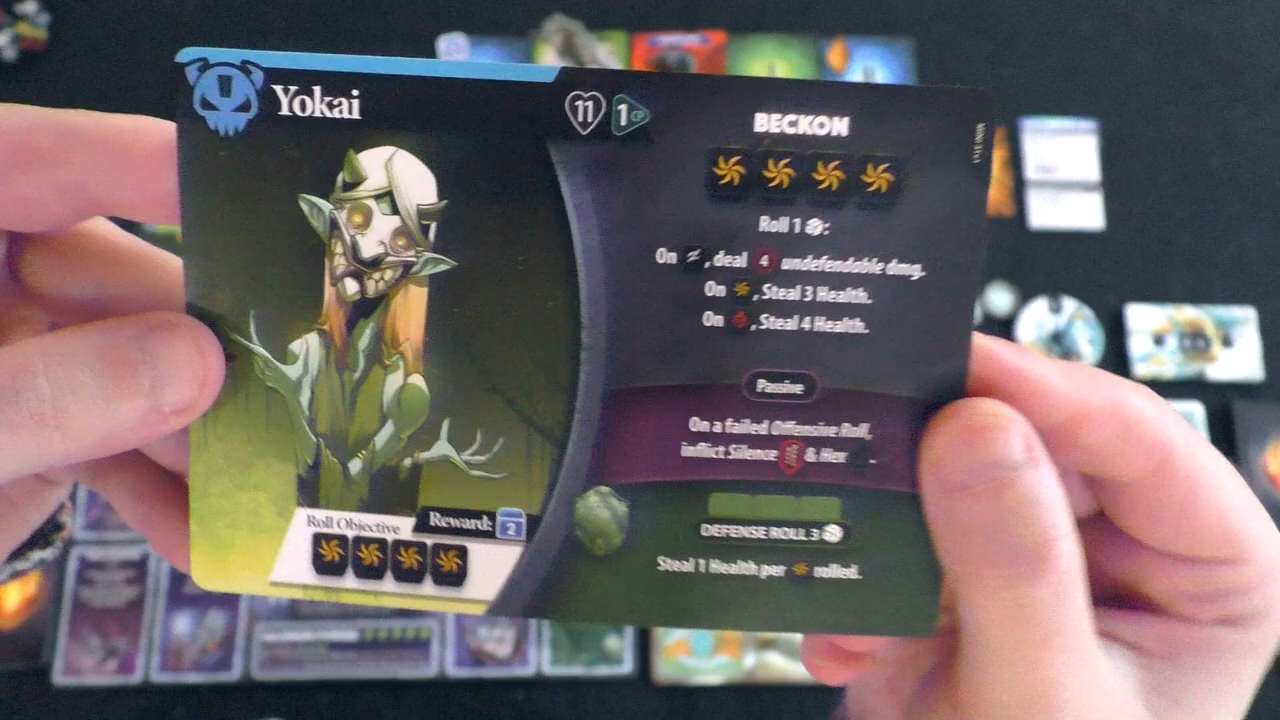 Yokai
11
1 CP
BECKON
Roll 1 :
On , deal 4 undefendable dmg.
On , Steal 3 Health.
On , Steal 4 Health.
Passive
On a failed Offensive Roll,
inflict Silence & Hex .
DEFENSE ROLL 3
Steal 1 Health per rolled.
Roll Objective
Reward: 2